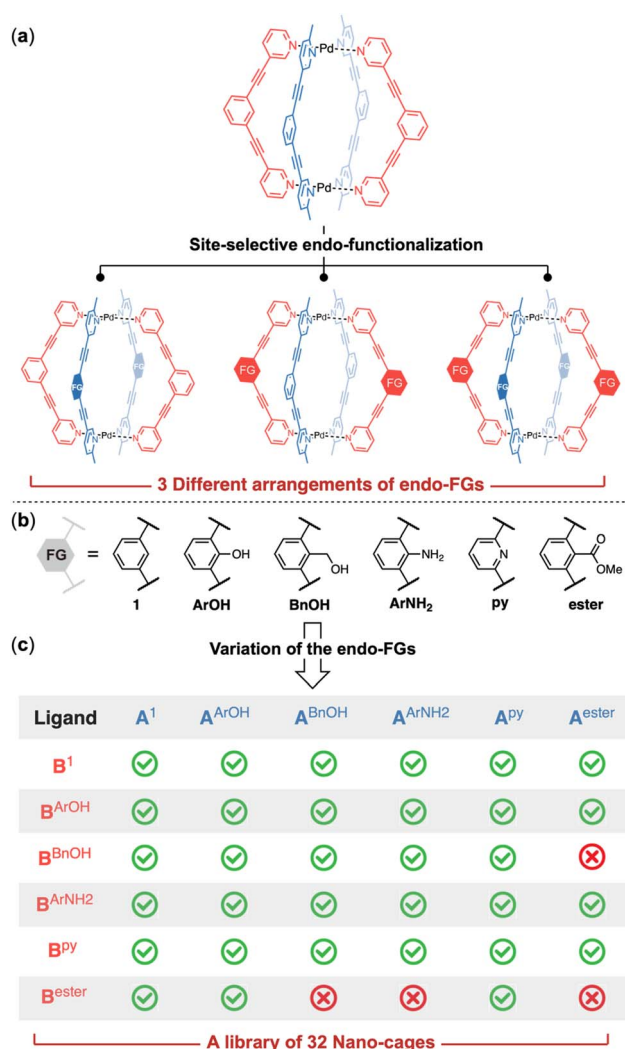 (a)
N
Pd
N
N
N
N
Pd
N
N
N
Site-selective endo-functionalization
N
Pd
N
N
N
FG
FG
N
Pd
N
N
N
N
Pd
N
N
N
FG
FG
N
Pd
N
N
N
N
Pd
N
N
N
FG
FG
FG
FG
N
Pd
N
N
N
3 Different arrangements of endo-FGs
(b)
FG =
OH
OH
NH2
N
O
OMe
1 ArOH BnOH ArNH2 py ester
Variation of the endo-FGs
(c)
Ligand A1 AArOH ABnOH AArNH2 Apy Aester
B1
BArOH
BBnOH
BArNH2
Bpy
Bester
A library of 32 Nano-cages